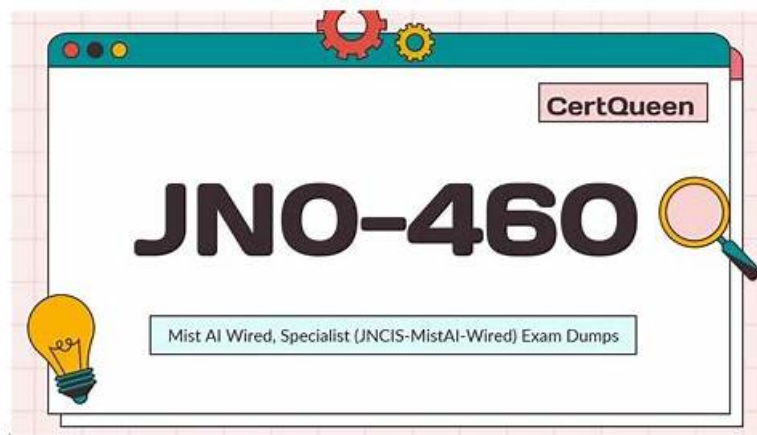 CertQueen
JN0-460
Mist AI Wired, Specialist (JNCIS-MistAI-Wired) Exam Dumps